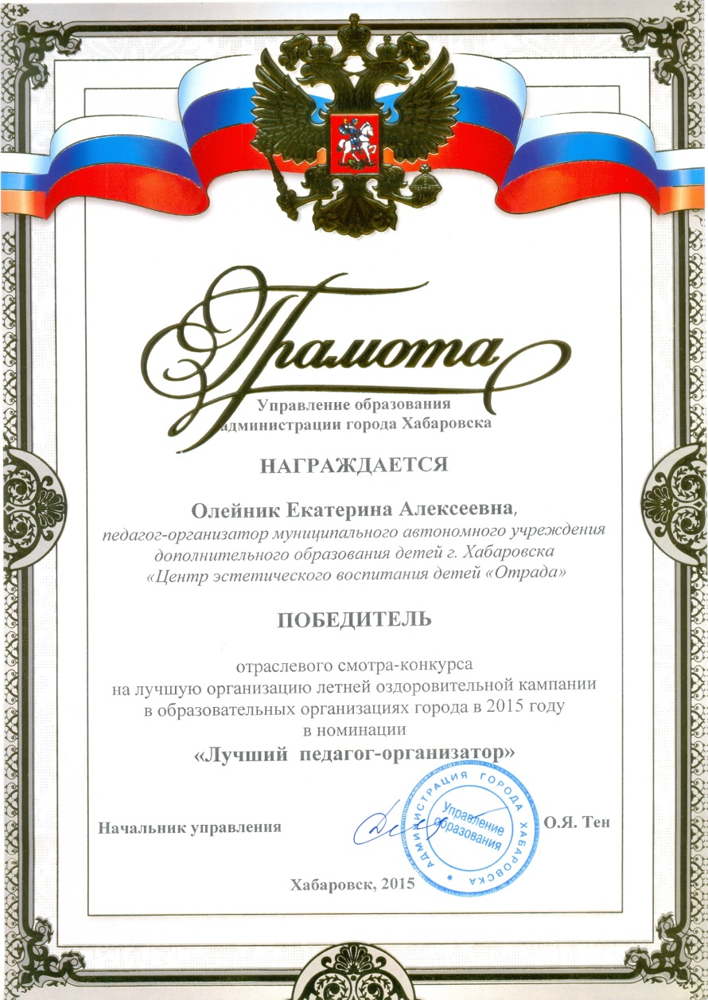 Грамота
Управление образования
администрации города Хабаровска
НАГРАЖДАЕТСЯ
Олейник Екатерина Алексеевна,
педагог-организатор муниципального автономного учреждения
дополнительного образования детей г. Хабаровска
«Центр эстетического воспитания детей «Отрада»
ПОБЕДИТЕЛЬ
отраслевого смотра-конкурса
на лучшую организацию летней оздоровительной кампании
в образовательных организациях города в 2015 году
в номинации
«Лучший педагог-организатор»
АДМИНИСТРАЦИЯ ГОРОДА ХАБАРОВСКА
Управление
образования
Начальник управления
О.Я. Тен
Хабаровск, 2015